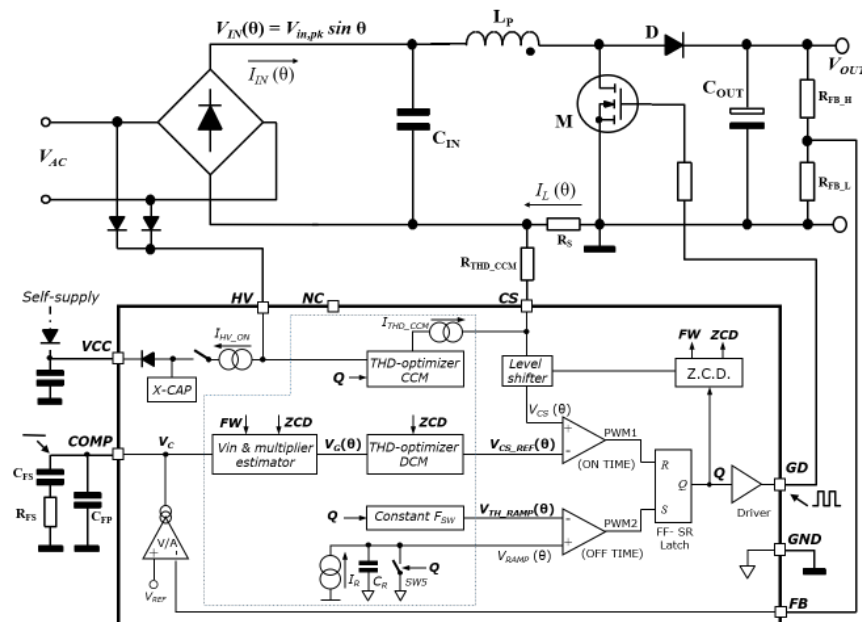 V_IN(θ) = V_in,pk sin θ
I_IN (θ)
L_P
D
V_OUT
C_OUT
R_FB_H
M
C_IN
V_AC
R_FB_L
I_L (θ)
R_S
R_THD_CCM
Self-supply
HV
NC
CS
VCC
I_HV_ON
I_THD_CCM
FW
ZCD
X-CAP
Q
THD-optimizer
CCM
Level
shifter
Z.C.D.
COMP
FW
ZCD
ZCD
V_CS (θ)
V_C
Vin & multiplier
estimator
V_G(θ)
THD-optimizer
DCM
V_CS_REF(θ)
+
-
PWM1
(ON TIME)
C_FS
R_FS
C_FP
R
Q
S
Q
GD
Driver
FF- SR
Latch
Q
Constant F_SW
V_TH_RAMP(θ)
-
+
PWM2
(OFF TIME)
V/A
+
-
V_REF
I_R
C_R
SW5
Q
V_RAMP (θ)
GND
FB